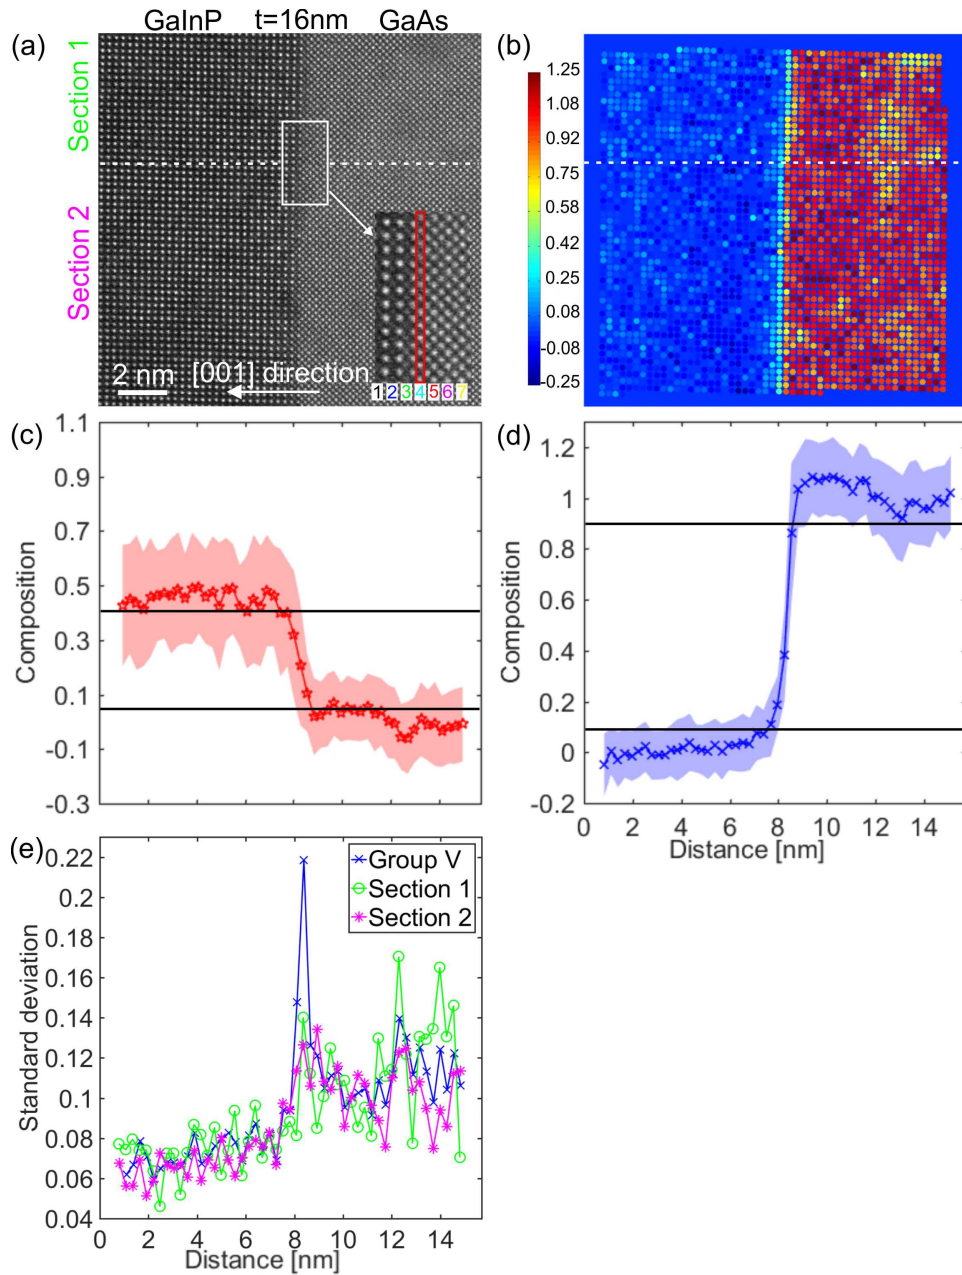 GaInP t=16nm GaAs
(a)
Section 1
Section 2
2 nm
[001] direction
1 2 3 4 5 6 7
(b)
1.25
1.08
0.92
0.75
0.58
0.42
0.25
0.08
-0.08
-0.25
(c)
1.1
0.9
0.7
0.5
0.3
0.1
-0.1
-0.3
Composition
(d)
1.2
1
0.8
0.6
0.4
0.2
0
-0.2
Composition
0 2 4 6 8 10 12 14
Distance [nm]
(e)
0.22
0.2
0.18
0.16
0.14
0.12
0.1
0.08
0.06
0.04
Standard deviation
Group V
Section 1
Section 2
0 2 4 6 8 10 12 14
Distance [nm]